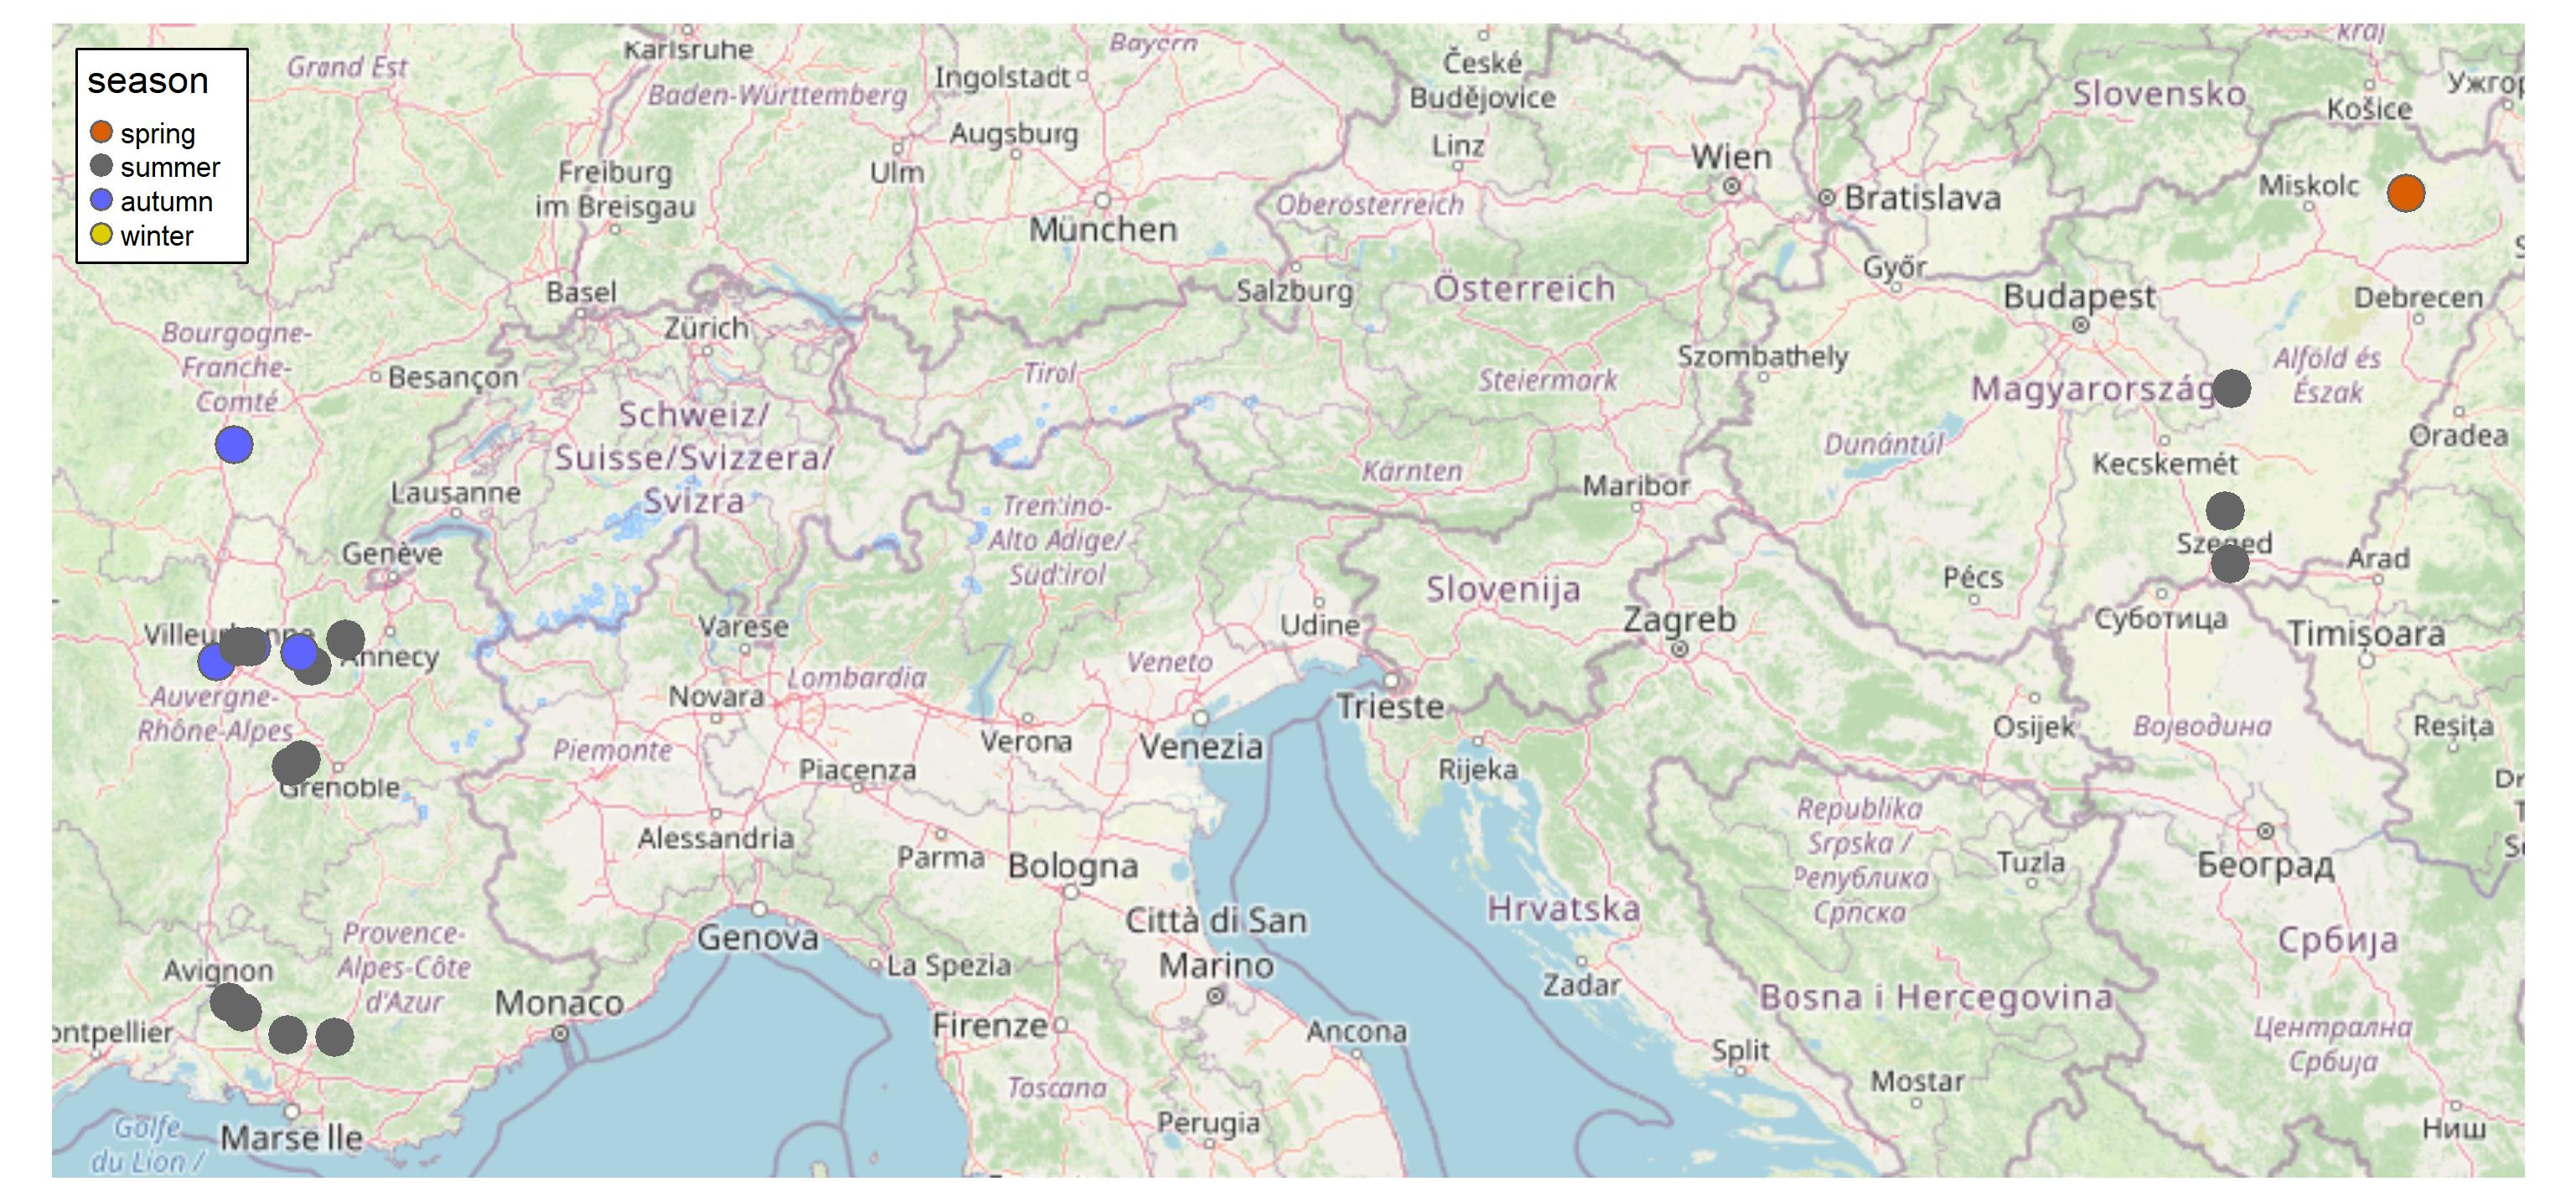 season
spring
summer
autumn
winter
Grand Est
Karlsruhe
Baden-Württemberg
Bayern
Ingolstadt
Augsburg
Ulm
Freiburg
im Breisgau
München
České
Budějovice
Linz
Oberösterreich
Wien
Bratislava
Slovensko
Košice
Miskolc
Győr
Budapest
Debrecen
Basel
Zürich
Salzburg
Österreich
Bourgogne-
Franche-
Comté
Besançon
Tirol
Steiermark
Szombathely
Magyarország
Alföld és
Észak
Schweiz/
Suisse/Svizzera/
Svizra
Lausanne
Genève
Kärnten
Maribor
Dunántúl
Kecskemét
Oradea
Trentino-
Alto Adige/
Südtirol
Szeged
Arad
Pécs
Slovenija
Zagreb
Суботица
Timișoara
Villeurbanne
Annecy
Varese
Udine
Auvergne-
Rhône-Alpes
Novara
Lombardia
Veneto
Trieste
Osijek
Војводина
Reșița
Piemonte
Verona
Venezia
Rijeka
Grenoble
Piacenza
Alessandria
Parma
Bologna
Republika
Srpska /
Република
Српска
Tuzla
Београд
Città di San
Marino
Hrvatska
Србија
Provence-
Alpes-Côte
d'Azur
Avignon
Genova
La Spezia
Zadar
Bosna i Hercegovina
Monaco
Firenze
Ancona
Централна
Србија
ontpellier
Split
Toscana
Mostar
Perugia
Golfe
du Lion /
Marseille
Ниш